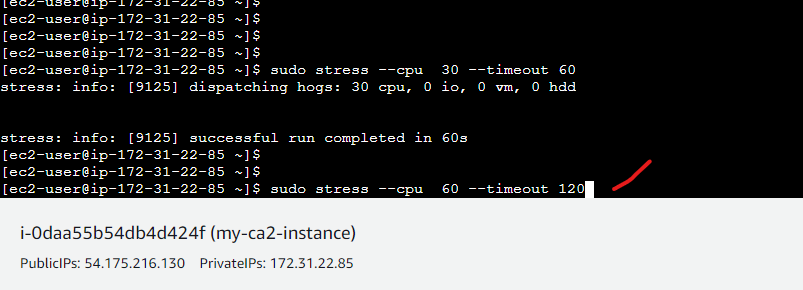 [ec2-user@ip-172-31-22-85 ~]$
[ec2-user@ip-172-31-22-85 ~]$
[ec2-user@ip-172-31-22-85 ~]$
[ec2-user@ip-172-31-22-85 ~]$
[ec2-user@ip-172-31-22-85 ~]$ sudo stress --cpu  30 --timeout 60
stress: info: [9125] dispatching hogs: 30 cpu, 0 io, 0 vm, 0 hdd
stress: info: [9125] successful run completed in 60s
[ec2-user@ip-172-31-22-85 ~]$
[ec2-user@ip-172-31-22-85 ~]$
[ec2-user@ip-172-31-22-85 ~]$ sudo stress --cpu  60 --timeout 120
i-0daa55b54db4d424f (my-ca2-instance)
PublicIPs: 54.175.216.130 PrivateIPs: 172.31.22.85